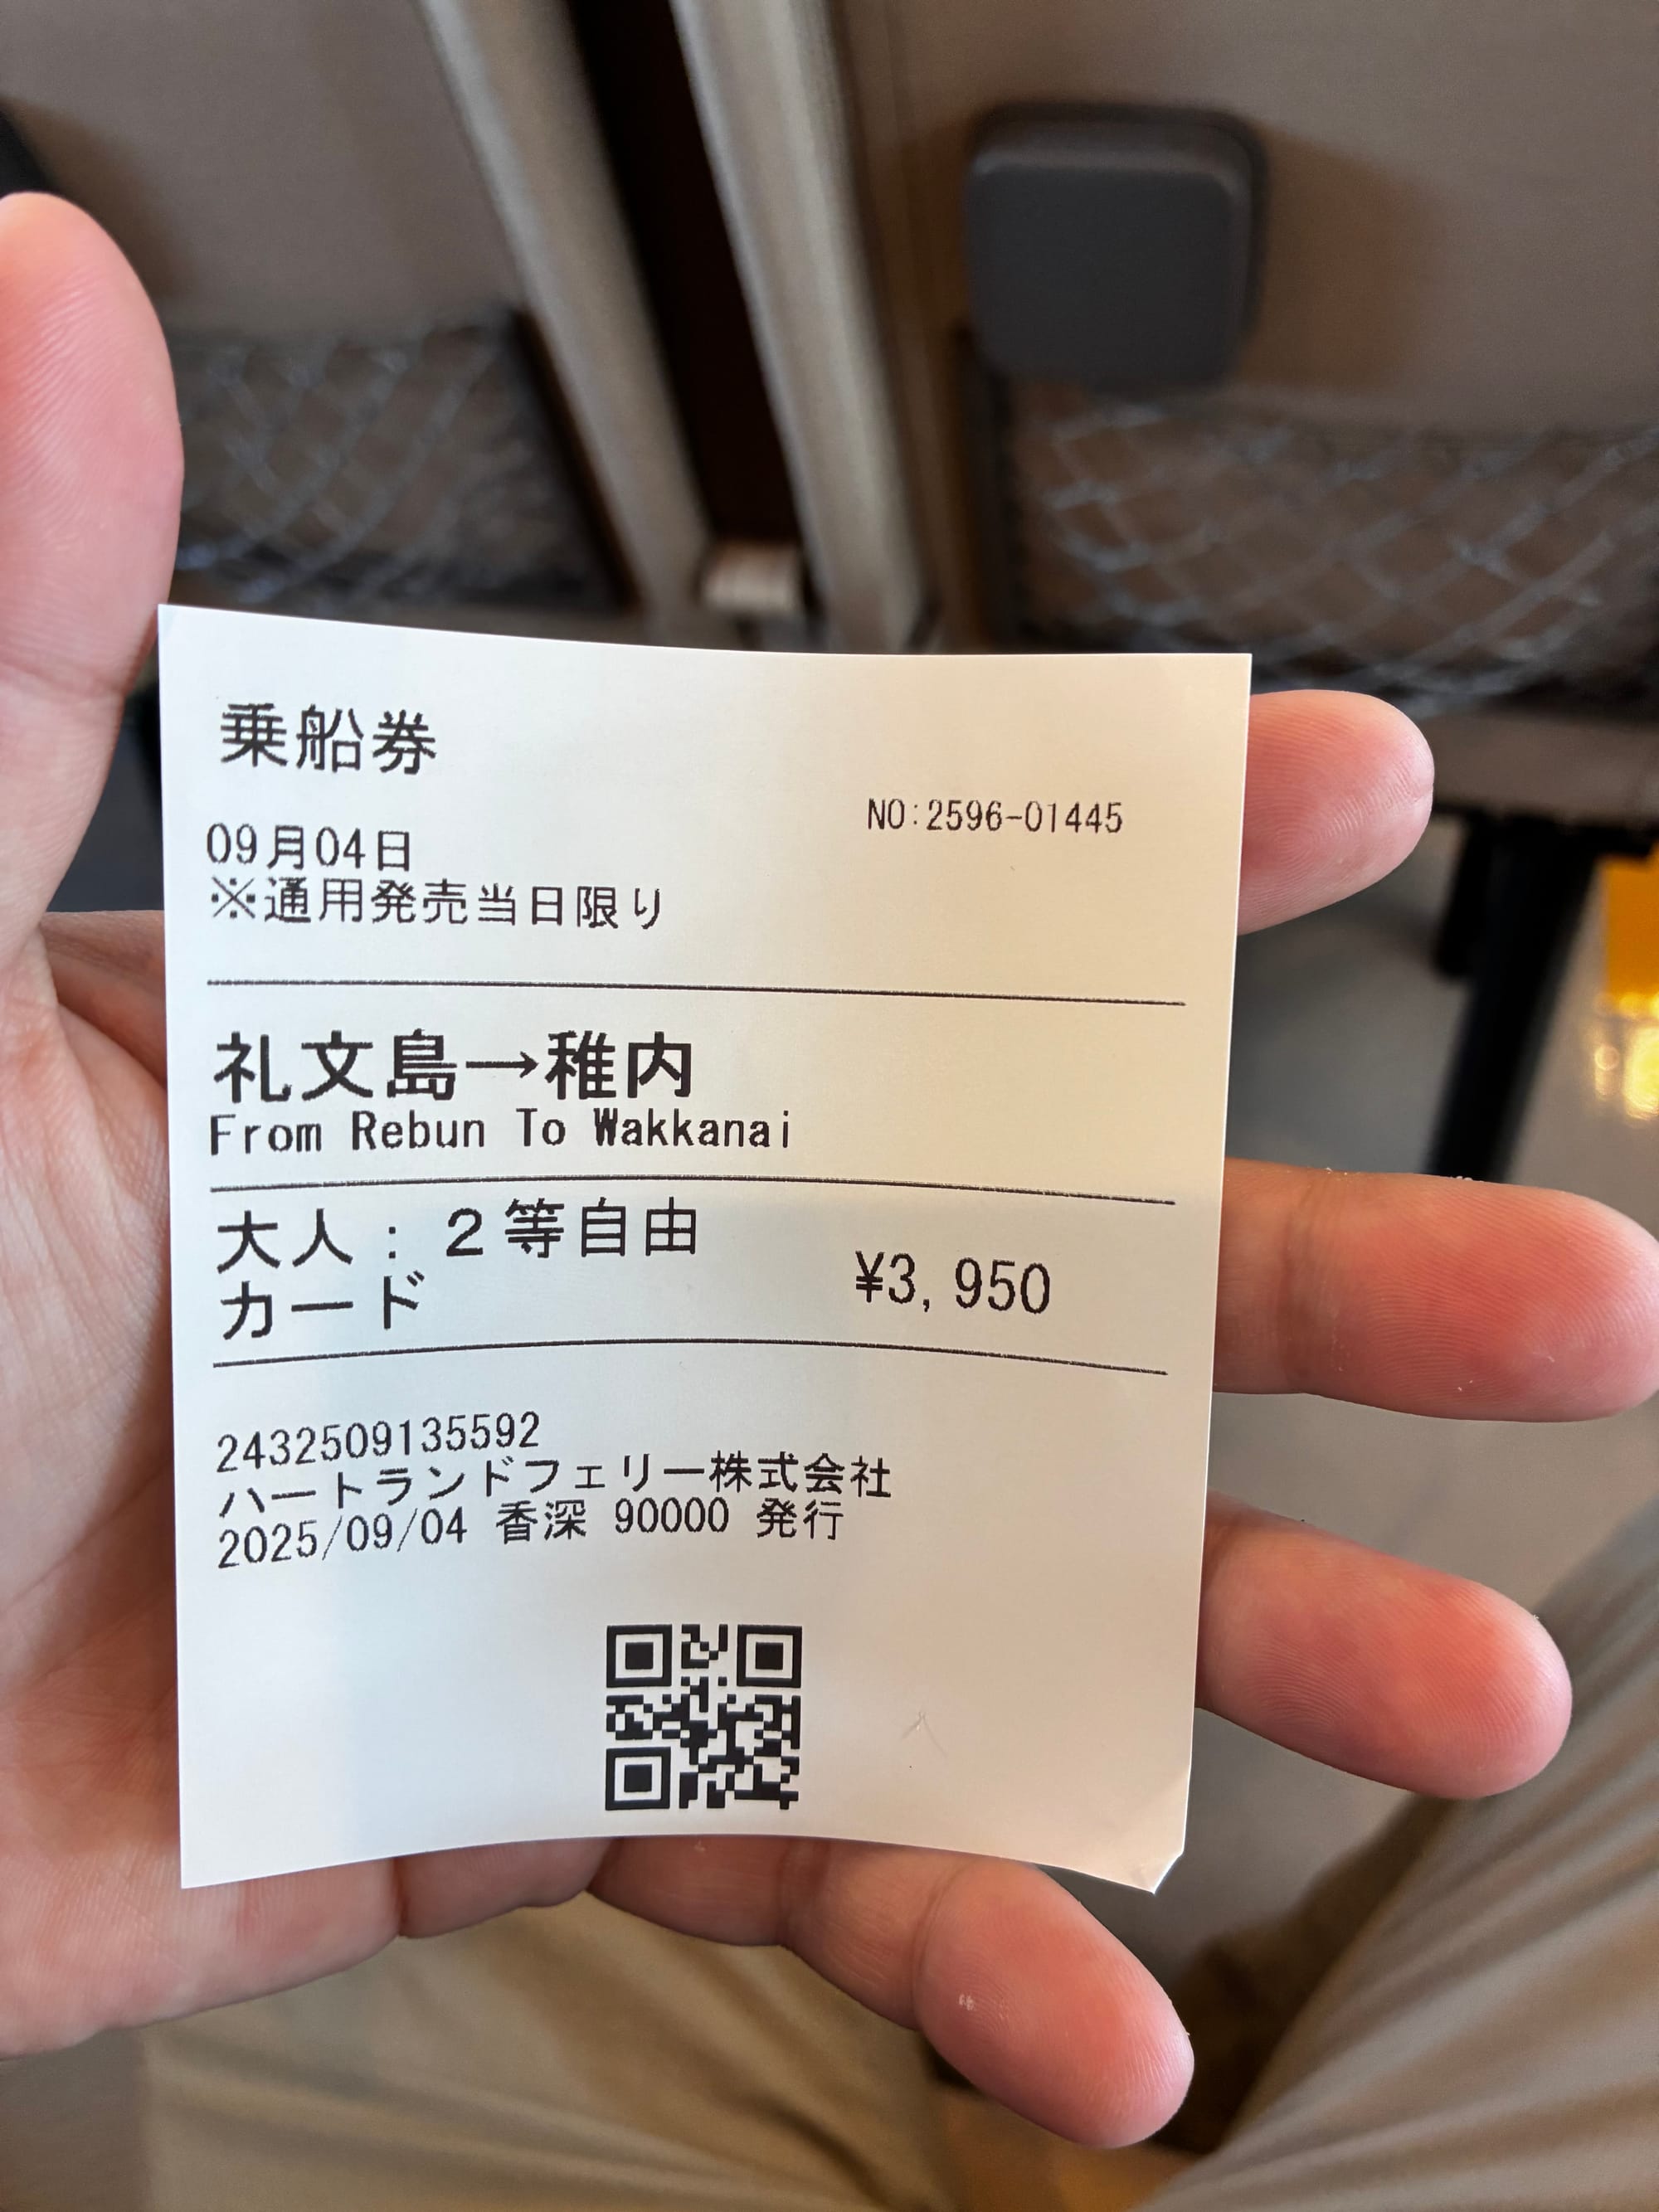 乗船券
NO:2596-01445
09月04日
※通用発売当日限り
礼文島→稚内
From Rebun To Wakkanai
大人：２等自由
カード ¥3,950
2432509135592
ハートランドフェリー株式会社
2025/09/04 香深 90000 発行